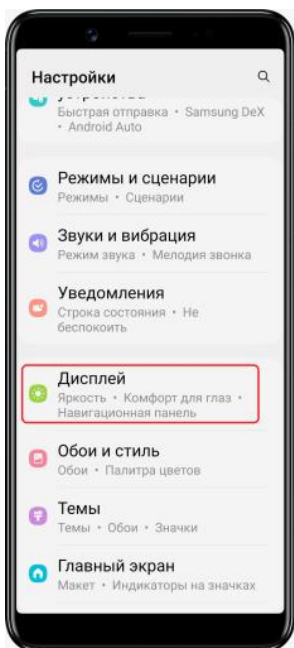 Настройки
Быстрая отправка • Samsung DeX
• Android Auto
Режимы и сценарии
Режимы • Сценарии
Звуки и вибрация
Режим звука • Мелодия звонка
Уведомления
Строка состояния • Не
беспокоить
Дисплей
Яркость • Комфорт для глаз •
Навигационная панель
Обои и стиль
Обои • Палитра цветов
Темы
Темы • Обои • Значки
Главный экран
Макет • Индикаторы на значках